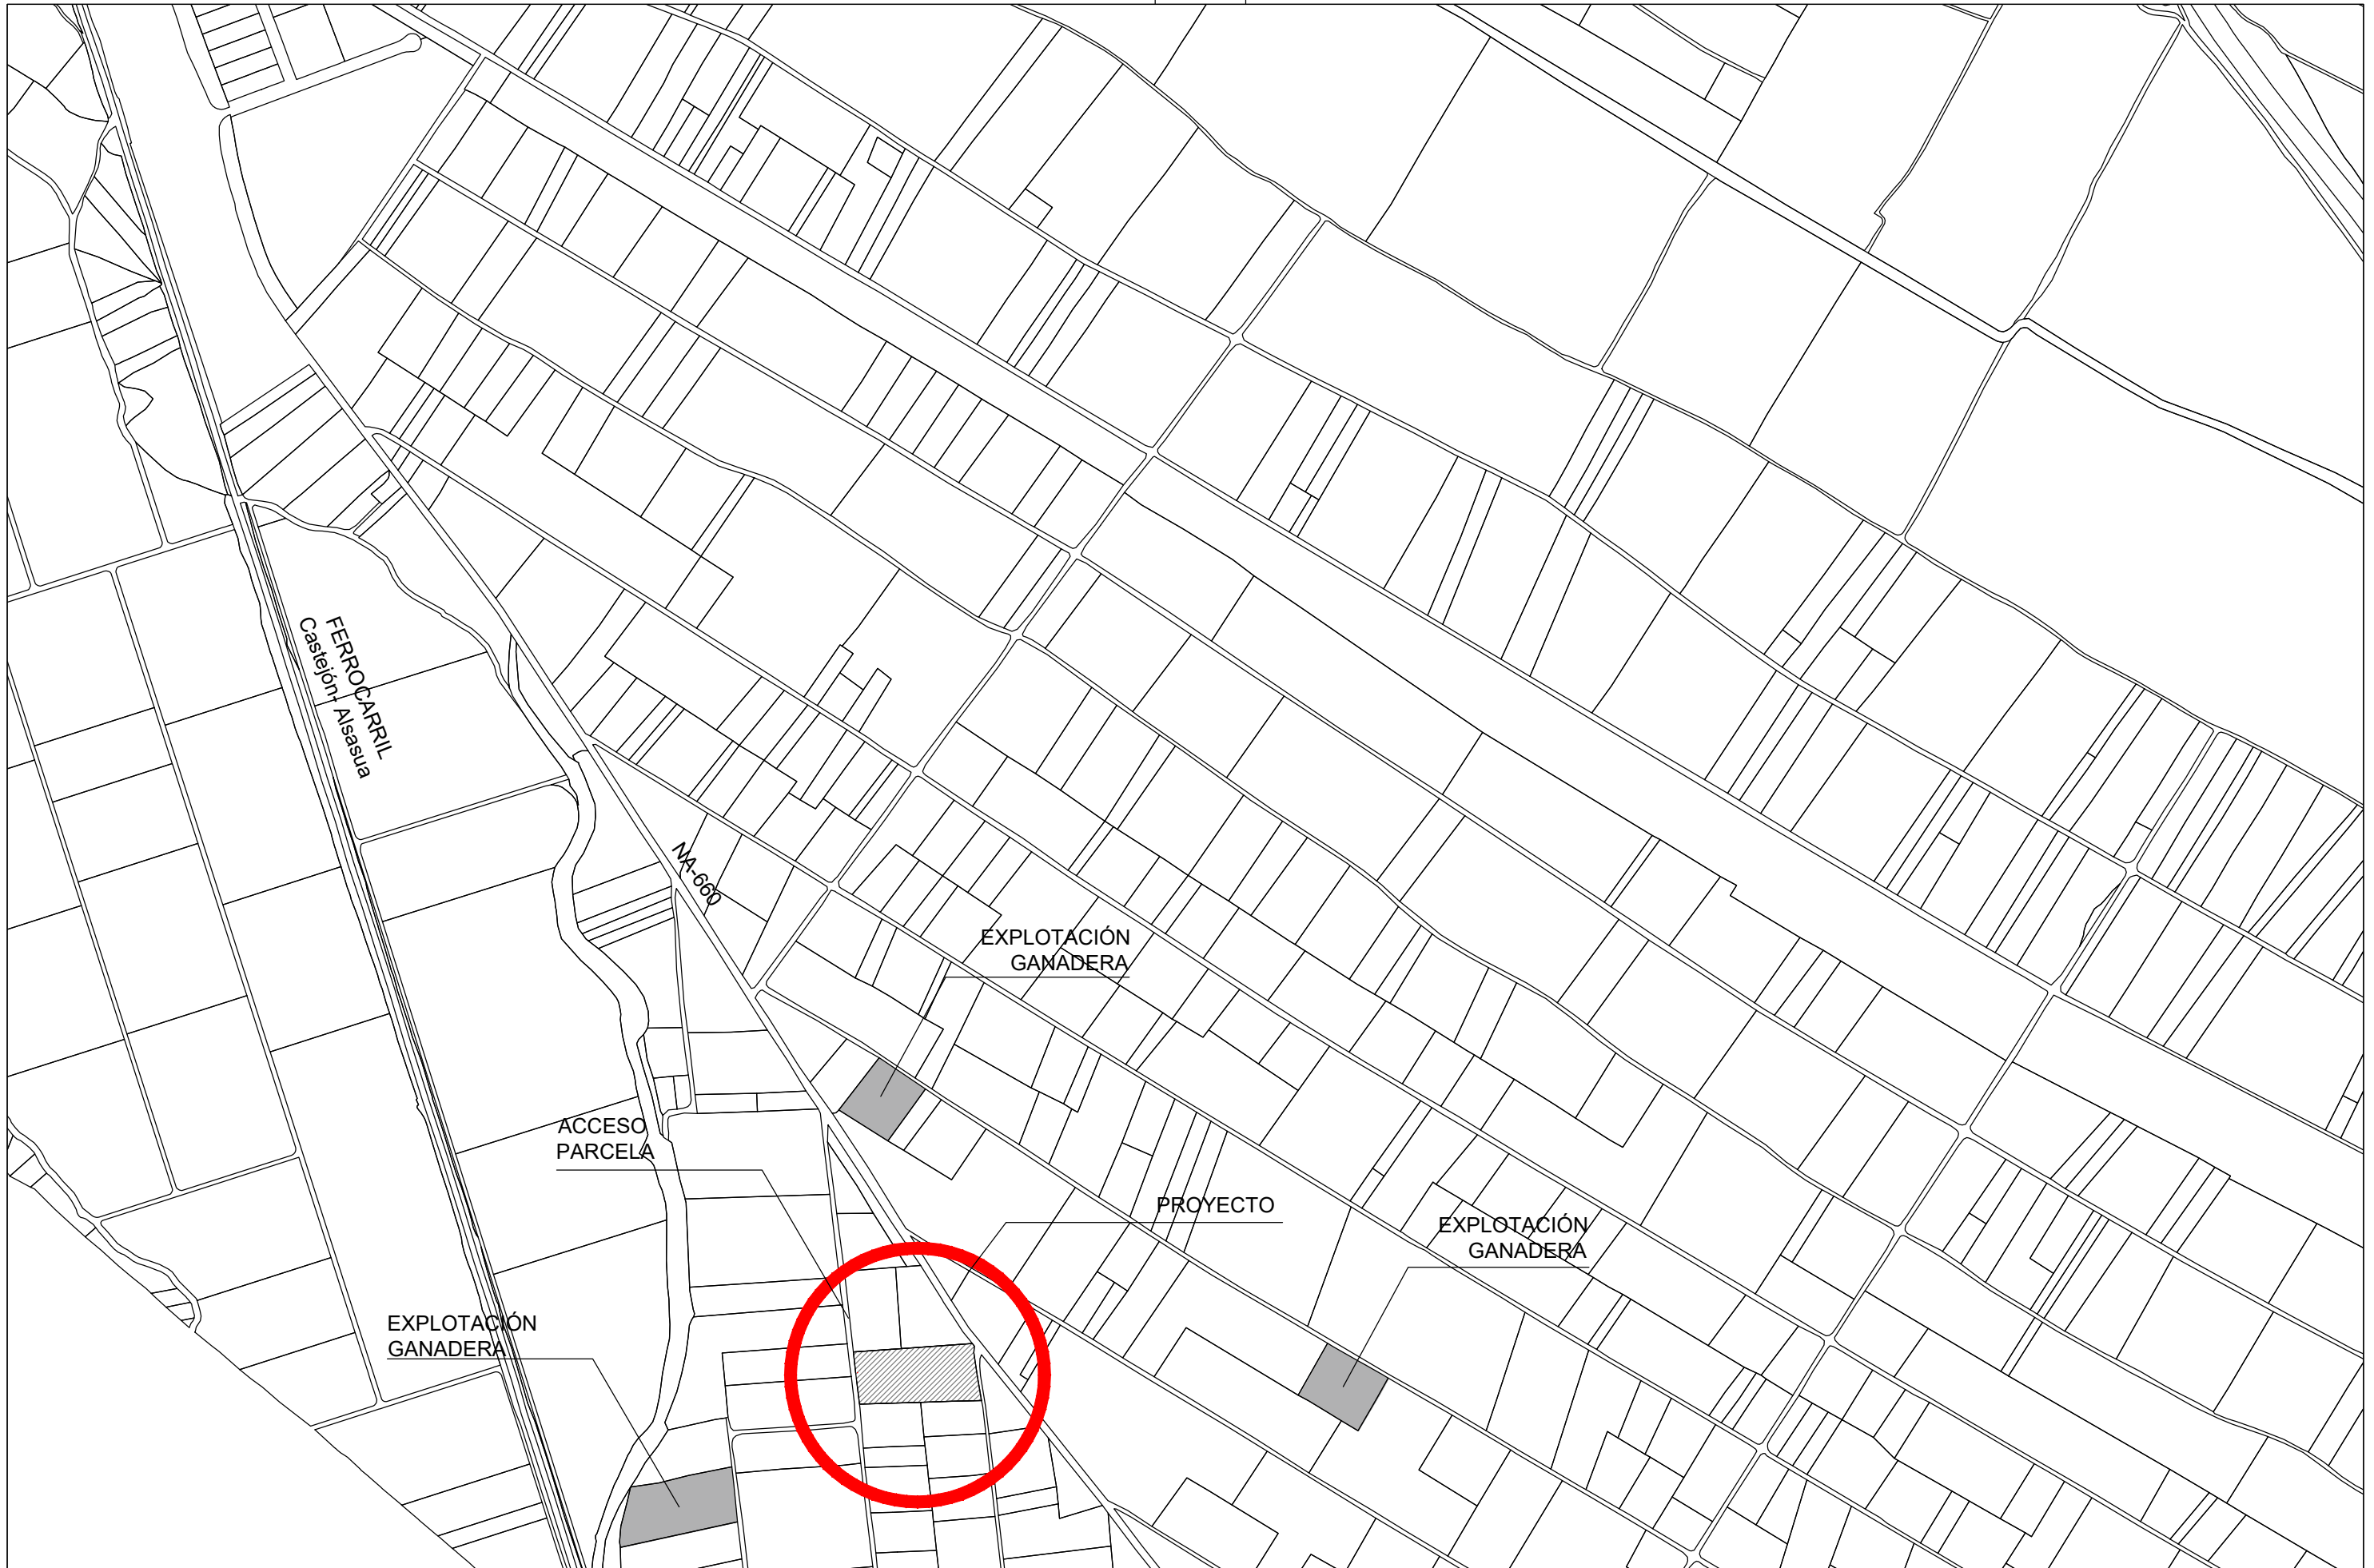 FERROCARRIL
Castejón- Alsasua
NA-660
EXPLOTACIÓN
GANADERA
ACCESO
PARCELA
PROYECTO
EXPLOTACIÓN
GANADERA
EXPLOTACIÓN
GANADERA